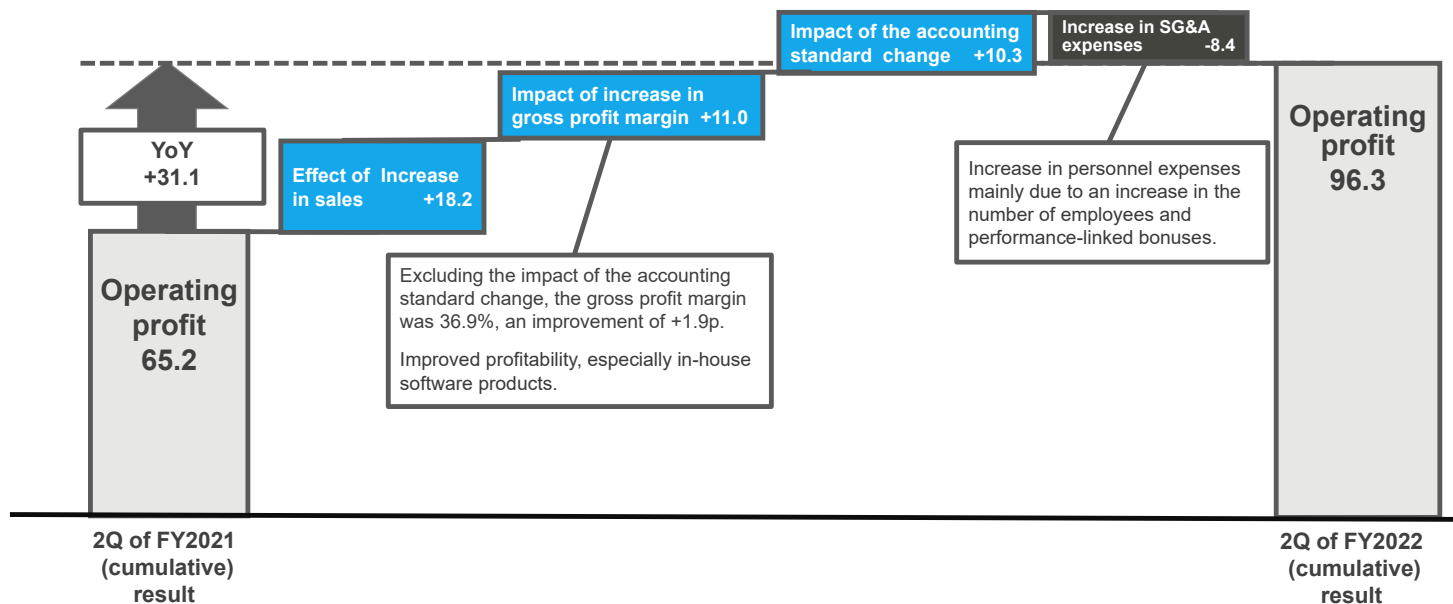 Impact of the accounting
standard change +10.3
Increase in SG&A
expenses -8.4
Impact of increase in
gross profit margin +11.0
Operating
profit
96.3
YoY
+31.1
Effect of Increase
in sales +18.2
Increase in personnel expenses
mainly due to an increase in the
number of employees and
performance-linked bonuses.
Operating
profit
65.2
Excluding the impact of the accounting
standard change, the gross profit margin
was 36.9%, an improvement of +1.9p.
Improved profitability, especially in-house
software products.
2Q of FY2021
(cumulative)
result
2Q of FY2022
(cumulative)
result